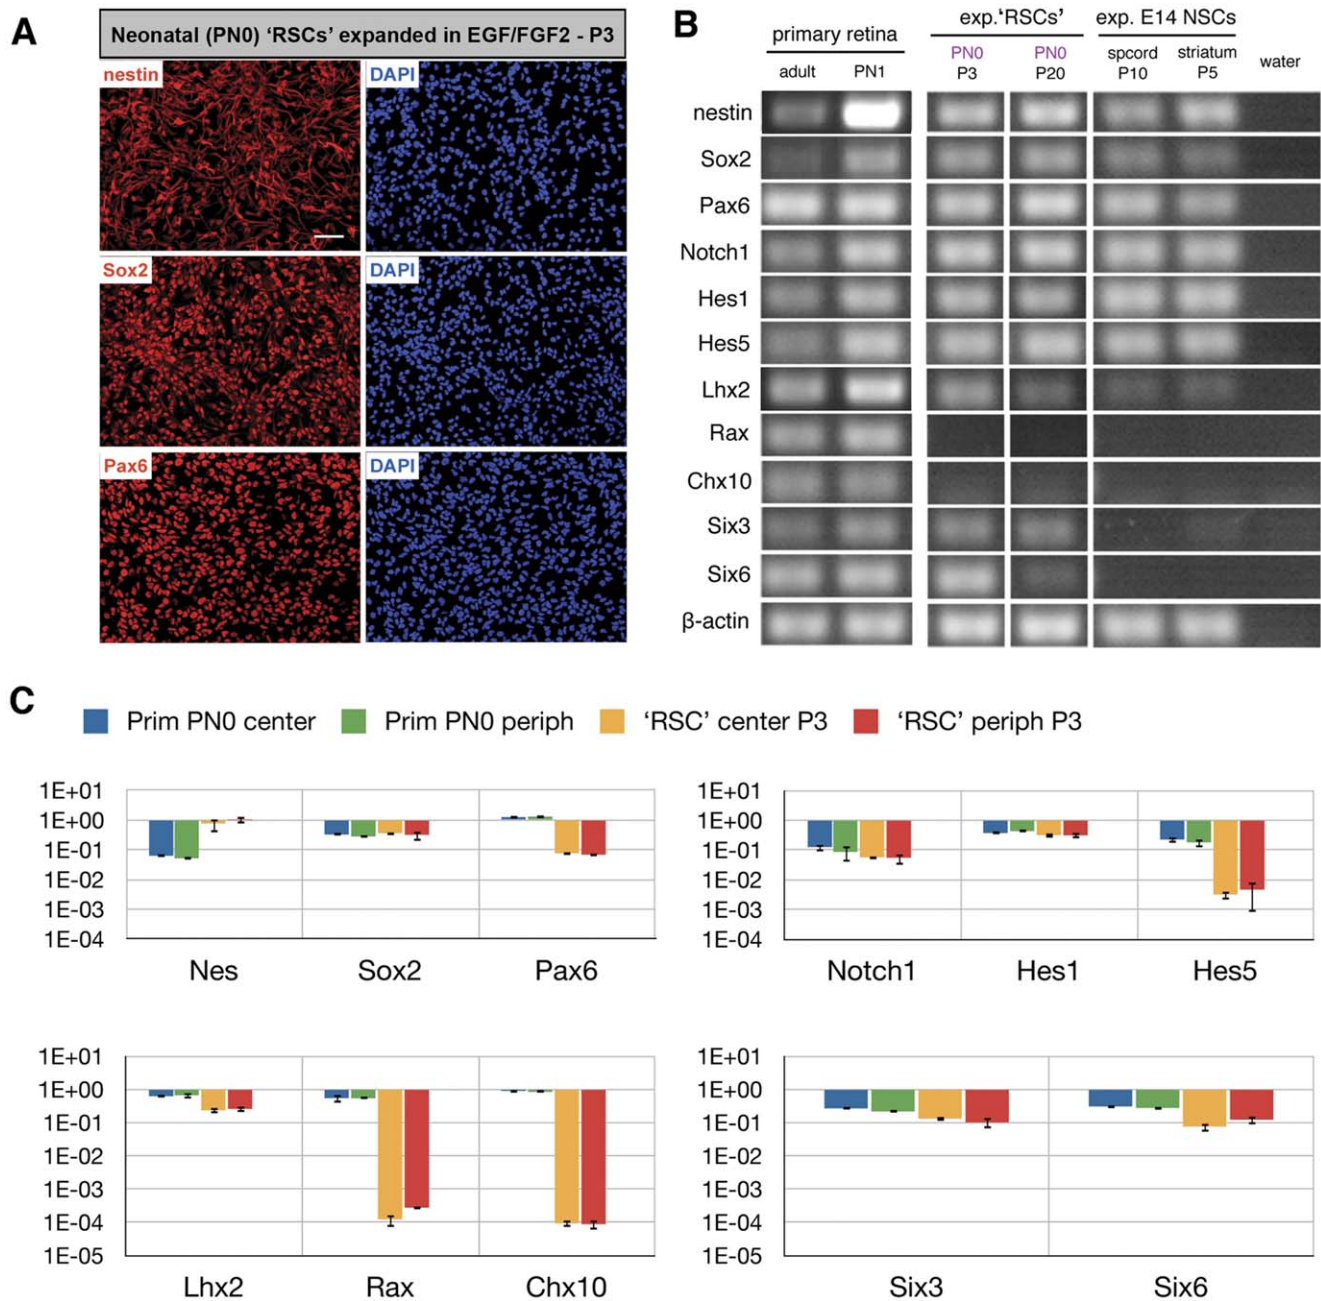 A
Neonatal (PN0) ‘RSCs’ expanded in EGF/FGF2 - P3
nestin
DAPI
Sox2
DAPI
Pax6
DAPI
B
primary retina
exp.‘RSCs’
exp. E14 NSCs
adult
PN1
PN0
P3
PN0
P20
spcord
P10
striatum
P5
water
nestin
Sox2
Pax6
Notch1
Hes1
Hes5
Lhx2
Rax
Chx10
Six3
Six6
β-actin
C
Prim PN0 center
Prim PN0 periph
‘RSC’ center P3
‘RSC’ periph P3
1E+01
1E+00
1E-01
1E-02
1E-03
1E-04
Nes
Sox2
Pax6
1E+01
1E+00
1E-01
1E-02
1E-03
1E-04
Notch1
Hes1
Hes5
1E+01
1E+00
1E-01
1E-02
1E-03
1E-04
1E-05
Lhx2
Rax
Chx10
1E+01
1E+00
1E-01
1E-02
1E-03
1E-04
1E-05
Six3
Six6